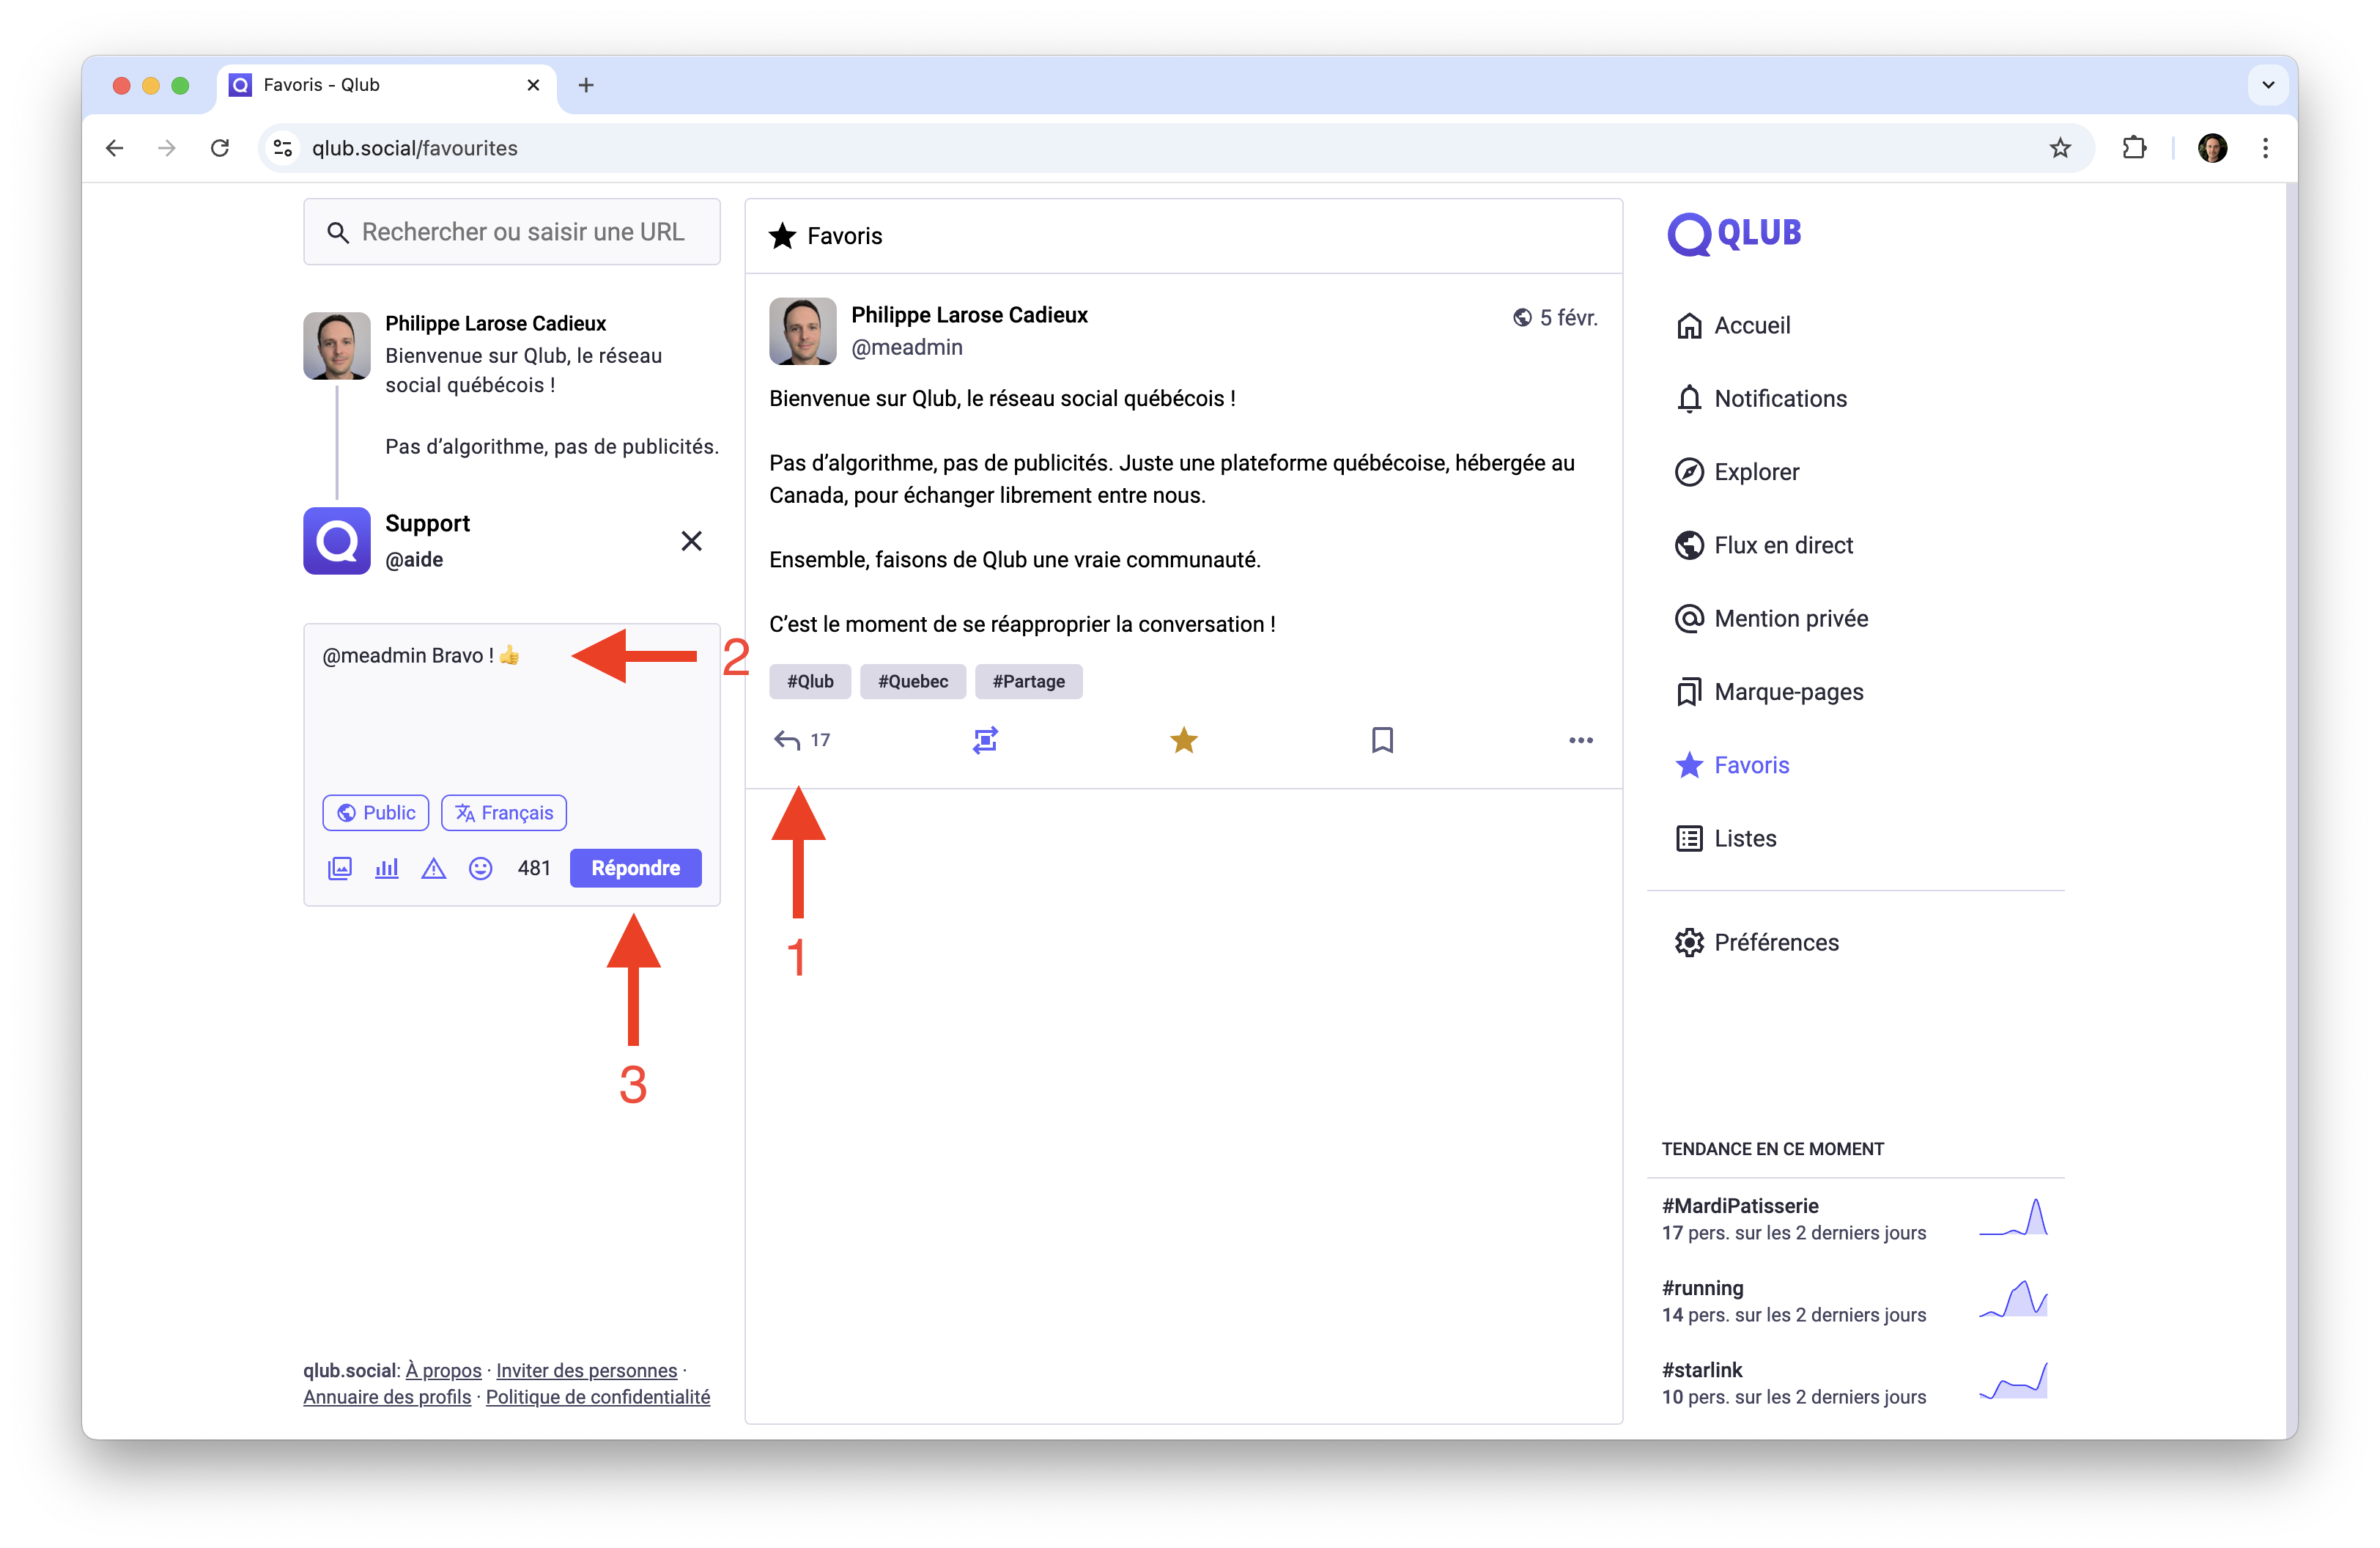 Favoris - Qlub
qlub.social/favourites
Rechercher ou saisir une URL
Philippe Larose Cadieux
Bienvenue sur Qlub, le réseau
social québécois !
Pas d’algorithme, pas de publicités.
Support
@aide
@meadmin Bravo ! 👍
2
Public
Français
481
Répondre
3
Favoris
Philippe Larose Cadieux
5 févr.
@meadmin
Bienvenue sur Qlub, le réseau social québécois !
Pas d’algorithme, pas de publicités. Juste une plateforme québécoise, hébergée au
Canada, pour échanger librement entre nous.
Ensemble, faisons de Qlub une vraie communauté.
C’est le moment de se réapproprier la conversation !
#Qlub #Quebec #Partage
17
1
QLUB
Accueil
Notifications
Explorer
Flux en direct
Mention privée
Marque-pages
Favoris
Listes
Préférences
TENDANCE EN CE MOMENT
#MardiPatisserie
17 pers. sur les 2 derniers jours
#running
14 pers. sur les 2 derniers jours
#starlink
10 pers. sur les 2 derniers jours
qlub.social: À propos · Inviter des personnes ·
Annuaire des profils · Politique de confidentialité